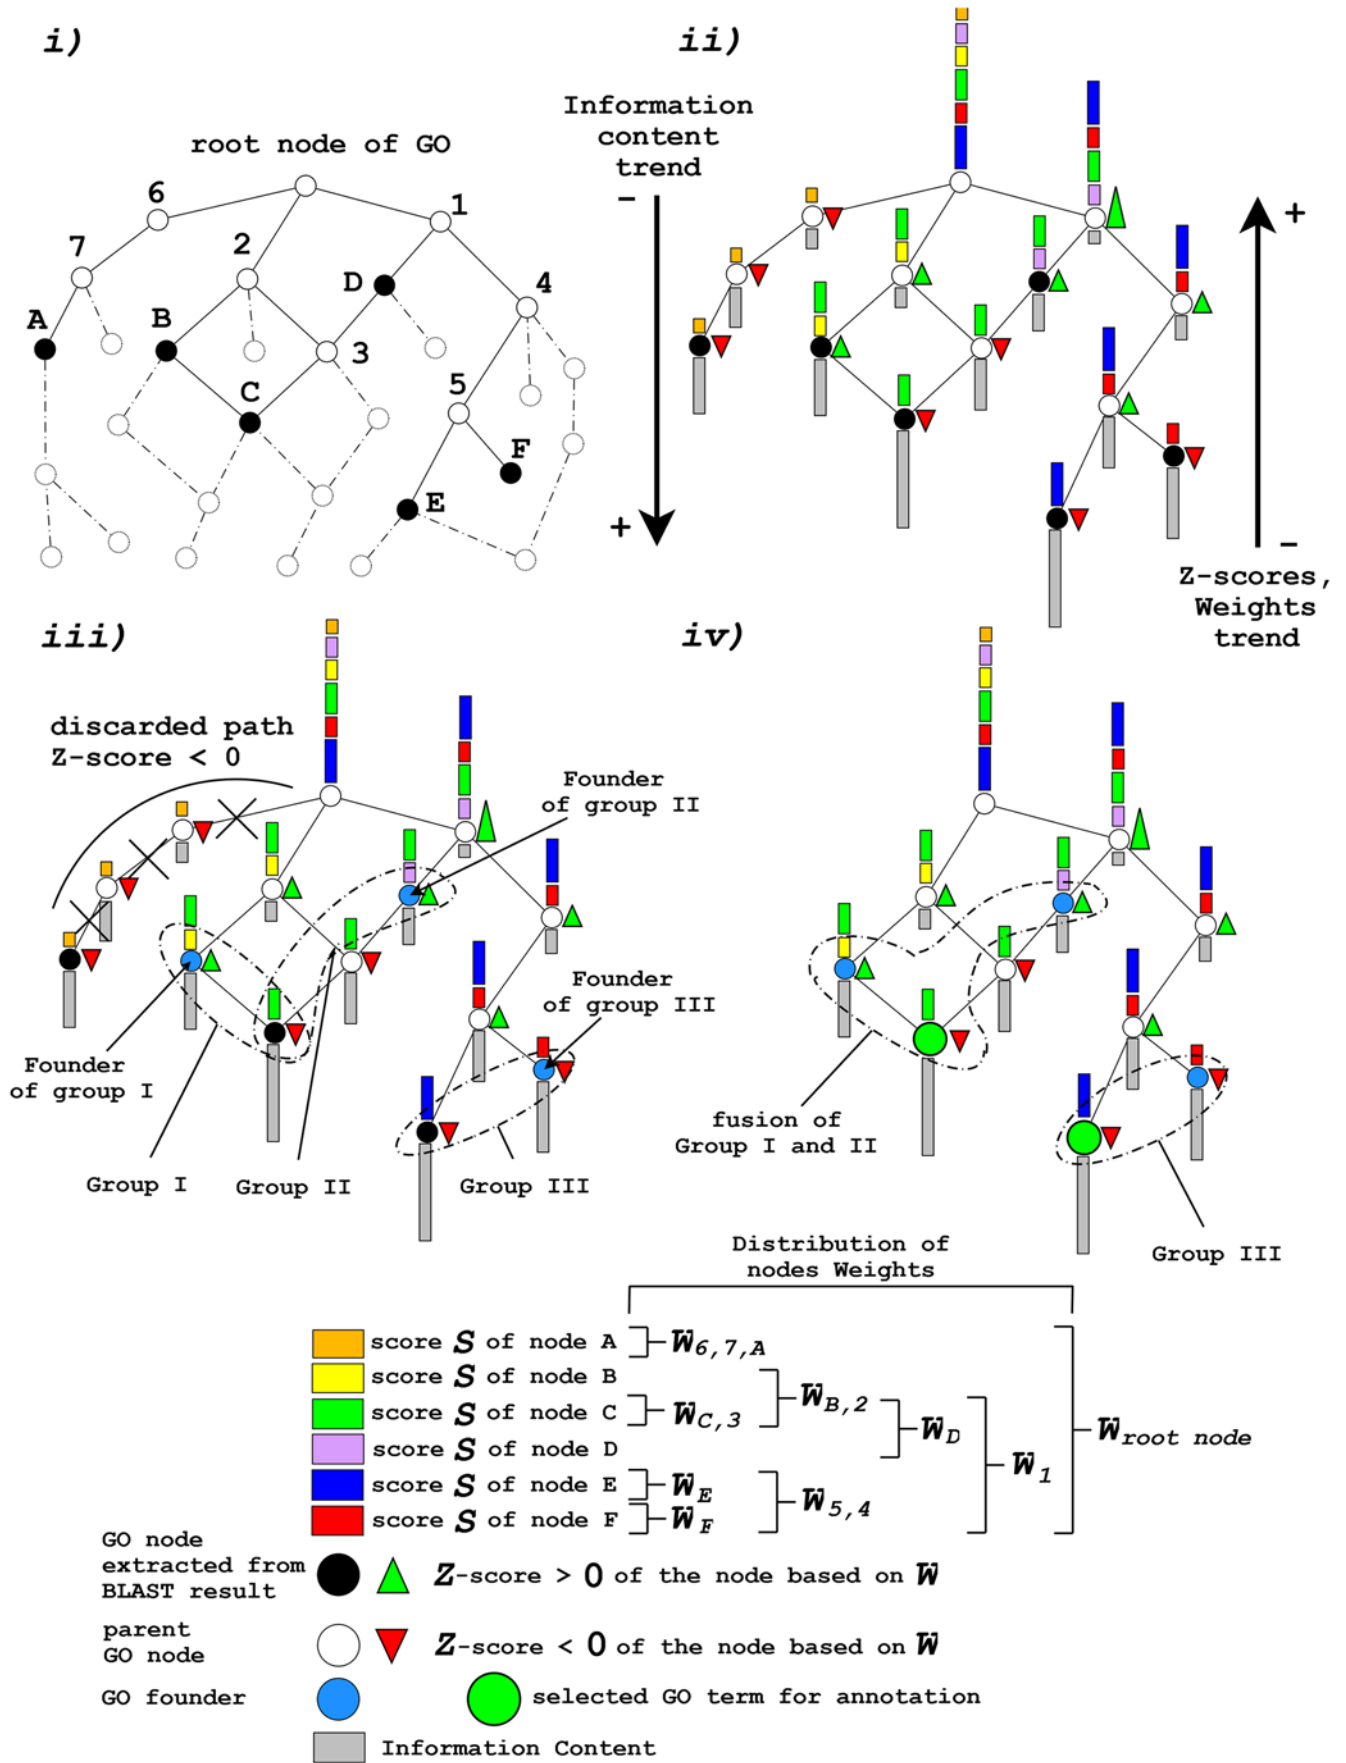 i)
root node of GO
6
1
7
2
D
4
A
B
3
C
5
F
E
ii)
Information
content
trend
-
+
+
-
Z-scores,
Weights
trend
iii)
discarded path
Z-score < 0
Founder
of group II
Founder
of group III
Founder
of group I
Group I
Group II
Group III
iv)
fusion of
Group I and II
Group III
Distribution of
nodes Weights
score S of node A
W6,7,A
score S of node B
WB,2
score S of node C
WC,3
WD
Wroot node
score S of node D
W1
score S of node E
WE
W5,4
score S of node F
WF
GO node
extracted from
BLAST result
Z-score > 0 of the node based on W
parent
GO node
Z-score < 0 of the node based on W
GO founder
selected GO term for annotation
Information Content